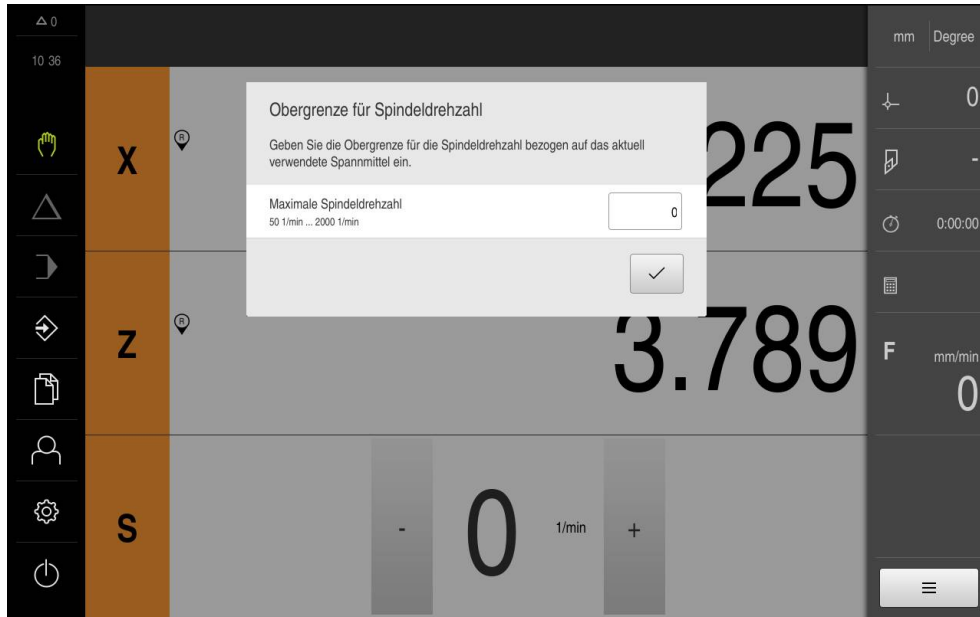 0
10 36
mm Degree
X
R
225
Obergrenze für Spindeldrehzahl
Geben Sie die Obergrenze für die Spindeldrehzahl bezogen auf das aktuell
verwendete Spannmittel ein.
Maximale Spindeldrehzahl
50 1/min ... 2000 1/min
0
Z
R
3.789
S
-
0
1/min
+
0
-
0:00:00
F
mm/min
0